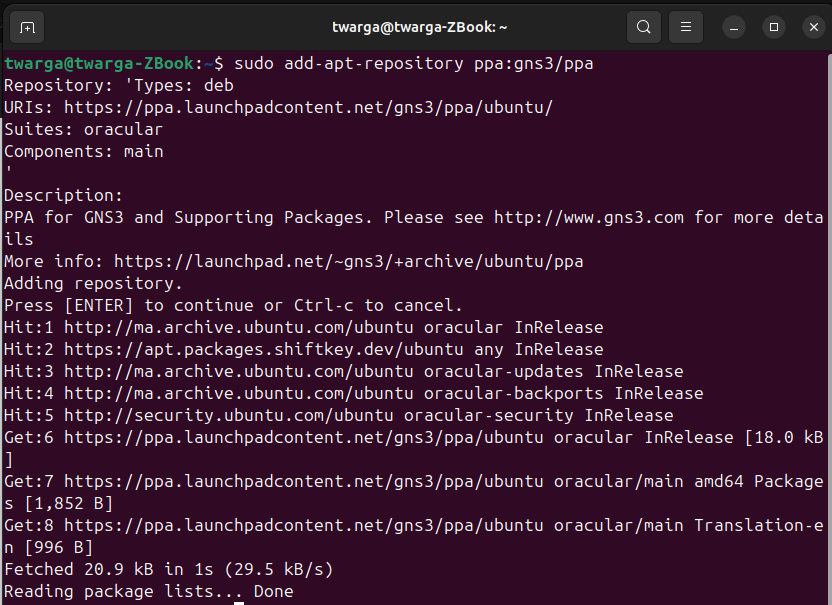 twarga@twarga-ZBook: ~
twarga@twarga-ZBook:~$ sudo add-apt-repository ppa:gns3/ppa
Repository: 'Types: deb
URIs: https://ppa.launchpadcontent.net/gns3/ppa/ubuntu/
Suites: oracular
Components: main
'
Description:
PPA for GNS3 and Supporting Packages. Please see http://www.gns3.com for more deta
ils
More info: https://launchpad.net/~gns3/+archive/ubuntu/ppa
Adding repository.
Press [ENTER] to continue or Ctrl-c to cancel.
Hit:1 http://ma.archive.ubuntu.com/ubuntu oracular InRelease
Hit:2 https://apt.packages.shiftkey.dev/ubuntu any InRelease
Hit:3 http://ma.archive.ubuntu.com/ubuntu oracular-updates InRelease
Hit:4 http://ma.archive.ubuntu.com/ubuntu oracular-backports InRelease
Hit:5 http://security.ubuntu.com/ubuntu oracular-security InRelease
Get:6 https://ppa.launchpadcontent.net/gns3/ppa/ubuntu oracular InRelease [18.0 kB
]
Get:7 https://ppa.launchpadcontent.net/gns3/ppa/ubuntu oracular/main amd64 Package
s [1,852 B]
Get:8 https://ppa.launchpadcontent.net/gns3/ppa/ubuntu oracular/main Translation-e
n [996 B]
Fetched 20.9 kB in 1s (29.5 kB/s)
Reading package lists... Done